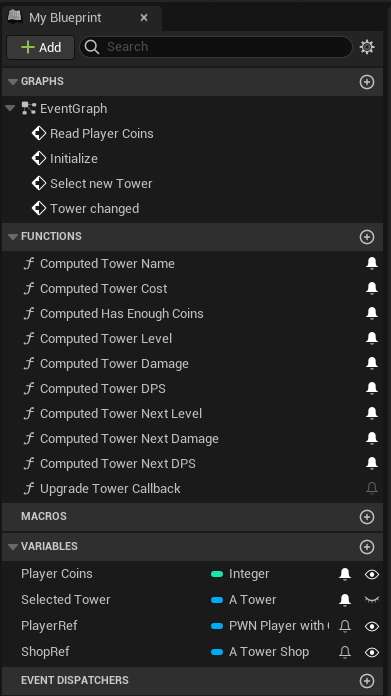 My Blueprint
Add
Search
GRAPHS
EventGraph
Read Player Coins
Initialize
Select new Tower
Tower changed
FUNCTIONS
Computed Tower Name
Computed Tower Cost
Computed Has Enough Coins
Computed Tower Level
Computed Tower Damage
Computed Tower DPS
Computed Tower Next Level
Computed Tower Next Damage
Computed Tower Next DPS
Upgrade Tower Callback
MACROS
VARIABLES
Player Coins Integer
Selected Tower A Tower
PlayerRef PWN Player with
ShopRef A Tower Shop
EVENT DISPATCHERS